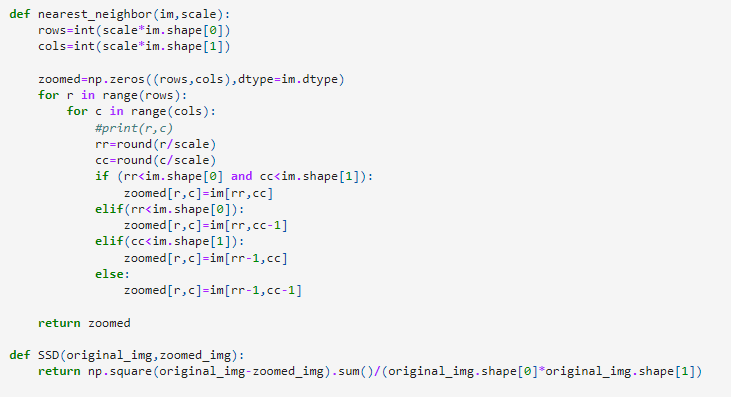 def nearest_neighbor(im,scale):
    rows=int(scale*im.shape[0])
    cols=int(scale*im.shape[1])
    zoomed=np.zeros((rows,cols),dtype=im.dtype)
    for r in range(rows):
        for c in range(cols):
            #print(r,c)
            rr=round(r/scale)
            cc=round(c/scale)
            if (rr<im.shape[0] and cc<im.shape[1]):
                zoomed[r,c]=im[rr,cc]
            elif(rr<im.shape[0]):
                zoomed[r,c]=im[rr,cc-1]
            elif(cc<im.shape[1]):
                zoomed[r,c]=im[rr-1,cc]
            else:
                zoomed[r,c]=im[rr-1,cc-1]
    return zoomed
def SSD(original_img,zoomed_img):
    return np.square(original_img-zoomed_img).sum()/(original_img.shape[0]*original_img.shape[1])